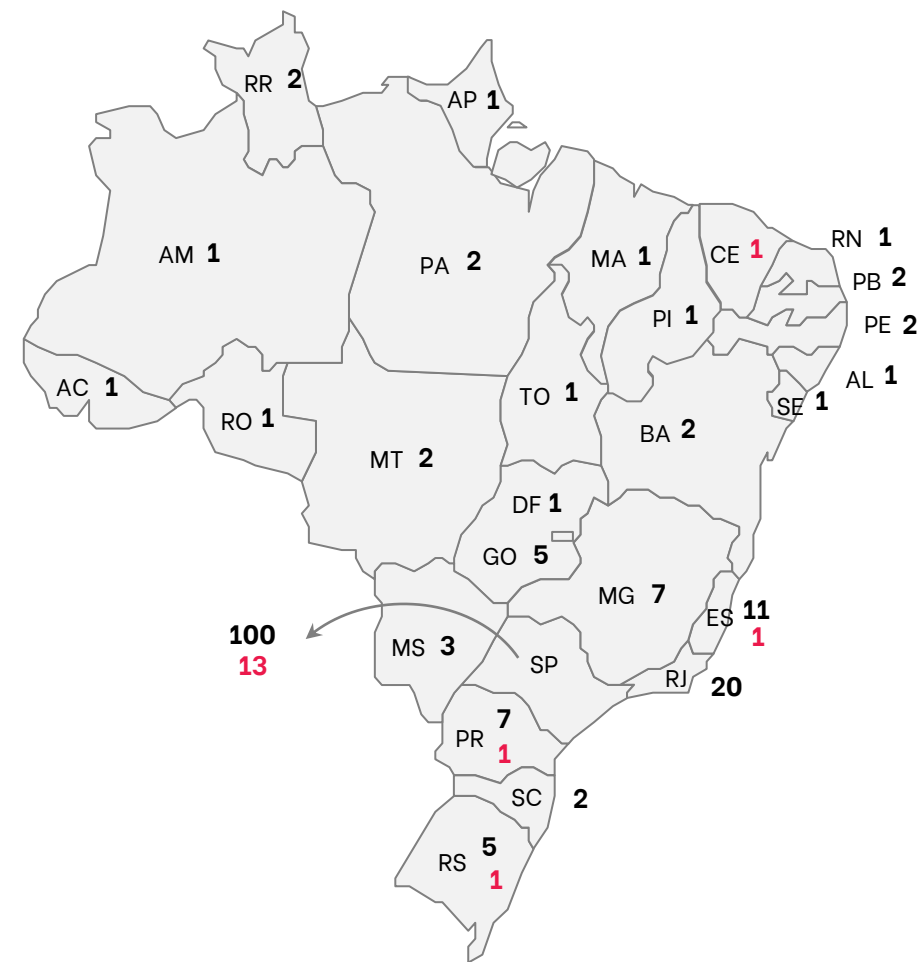 RR 2
AP 1
AM 1
PA 2
MA 1
CE 1
RN 1
PB 2
PI 1
PE 2
AC 1
RO 1
TO 1
AL 1
SE 1
BA 2
MT 2
DF 1
GO 5
MG 7
ES 11
1
100
13
MS 3
SP
RJ 20
PR 7
1
SC 2
RS 5
1